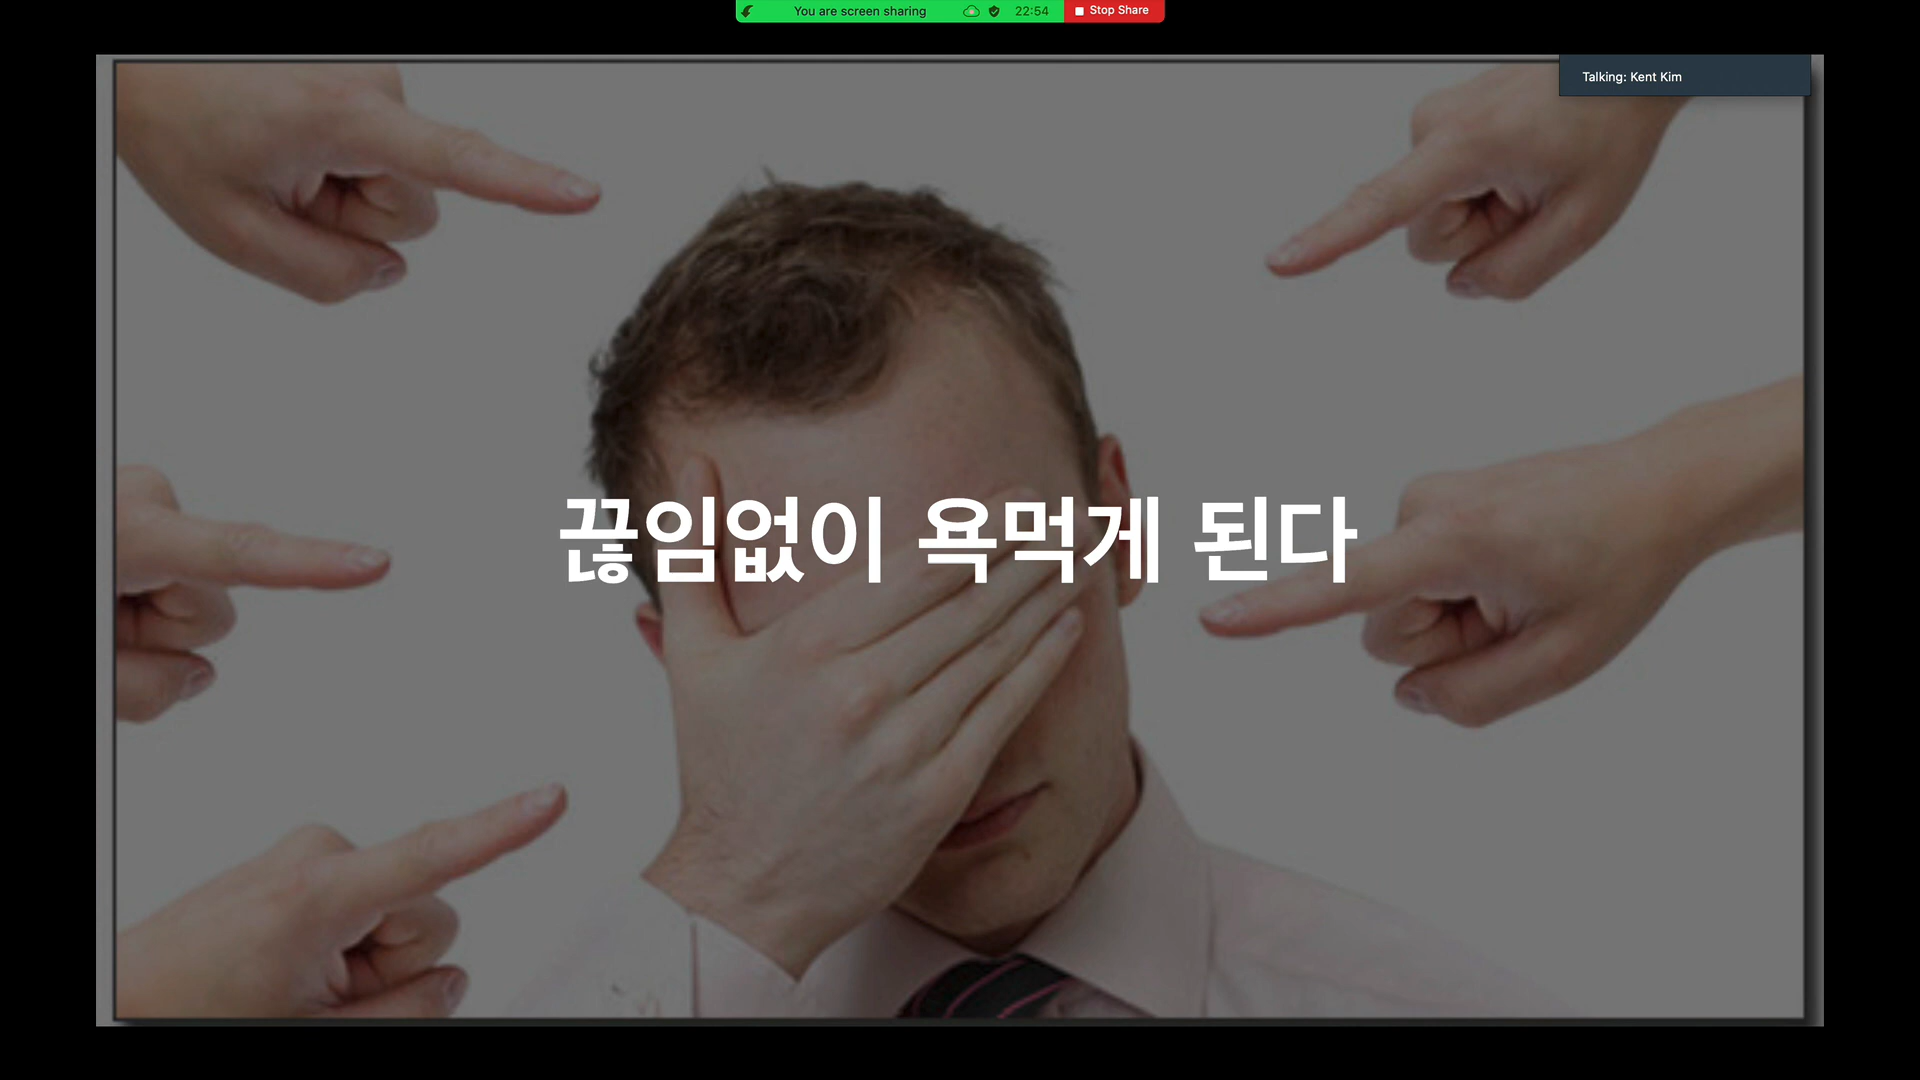 You are screen sharing 22:54 Stop Share
Talking: Kent Kim
끊임없이 욕먹게 된다